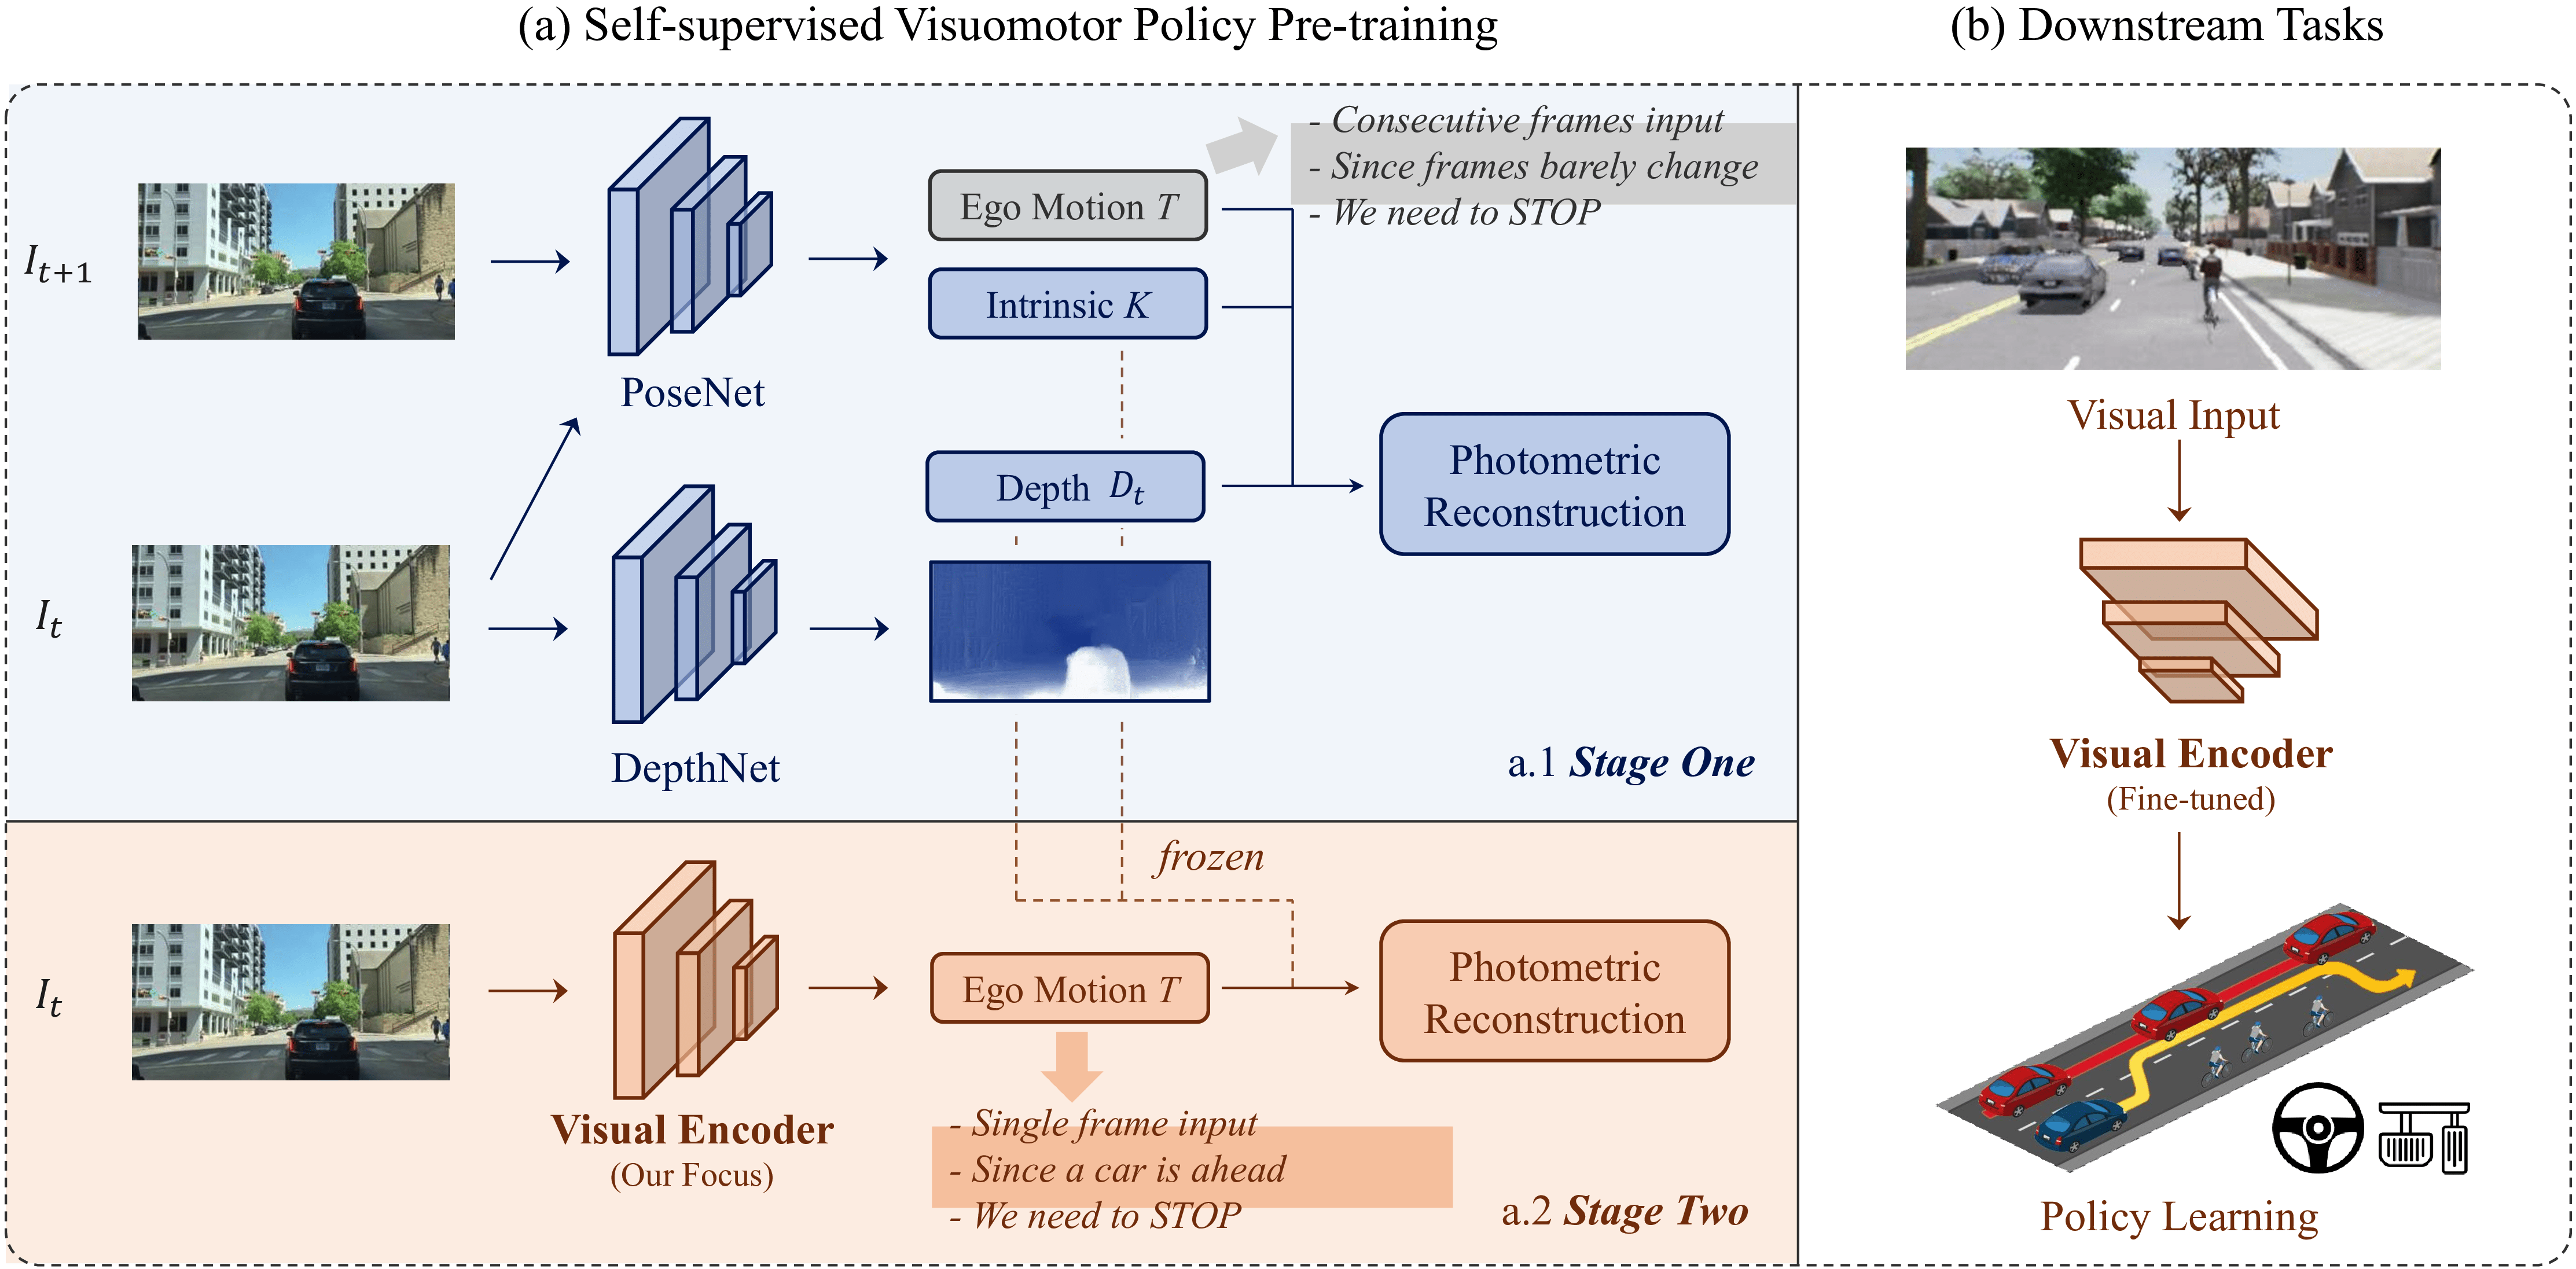 (a) Self-supervised Visuomotor Policy Pre-training
(b) Downstream Tasks
- Consecutive frames input
- Since frames barely change
- We need to STOP
I_{t+1}
PoseNet
Ego Motion T
Intrinsic K
Depth D_t
Photometric
Reconstruction
I_t
DepthNet
a.1 Stage One
frozen
I_t
Visual Encoder
(Our Focus)
Ego Motion T
Photometric
Reconstruction
- Single frame input
- Since a car is ahead
- We need to STOP
a.2 Stage Two
Visual Input
Visual Encoder
(Fine-tuned)
Policy Learning